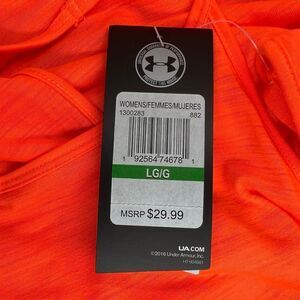 WOMENS/FEMMES/MUJERES
1300283 882
1 92564 74678 1
LG/G
MSRP $29.99
UA.COM
©2016 Under Armour, Inc.